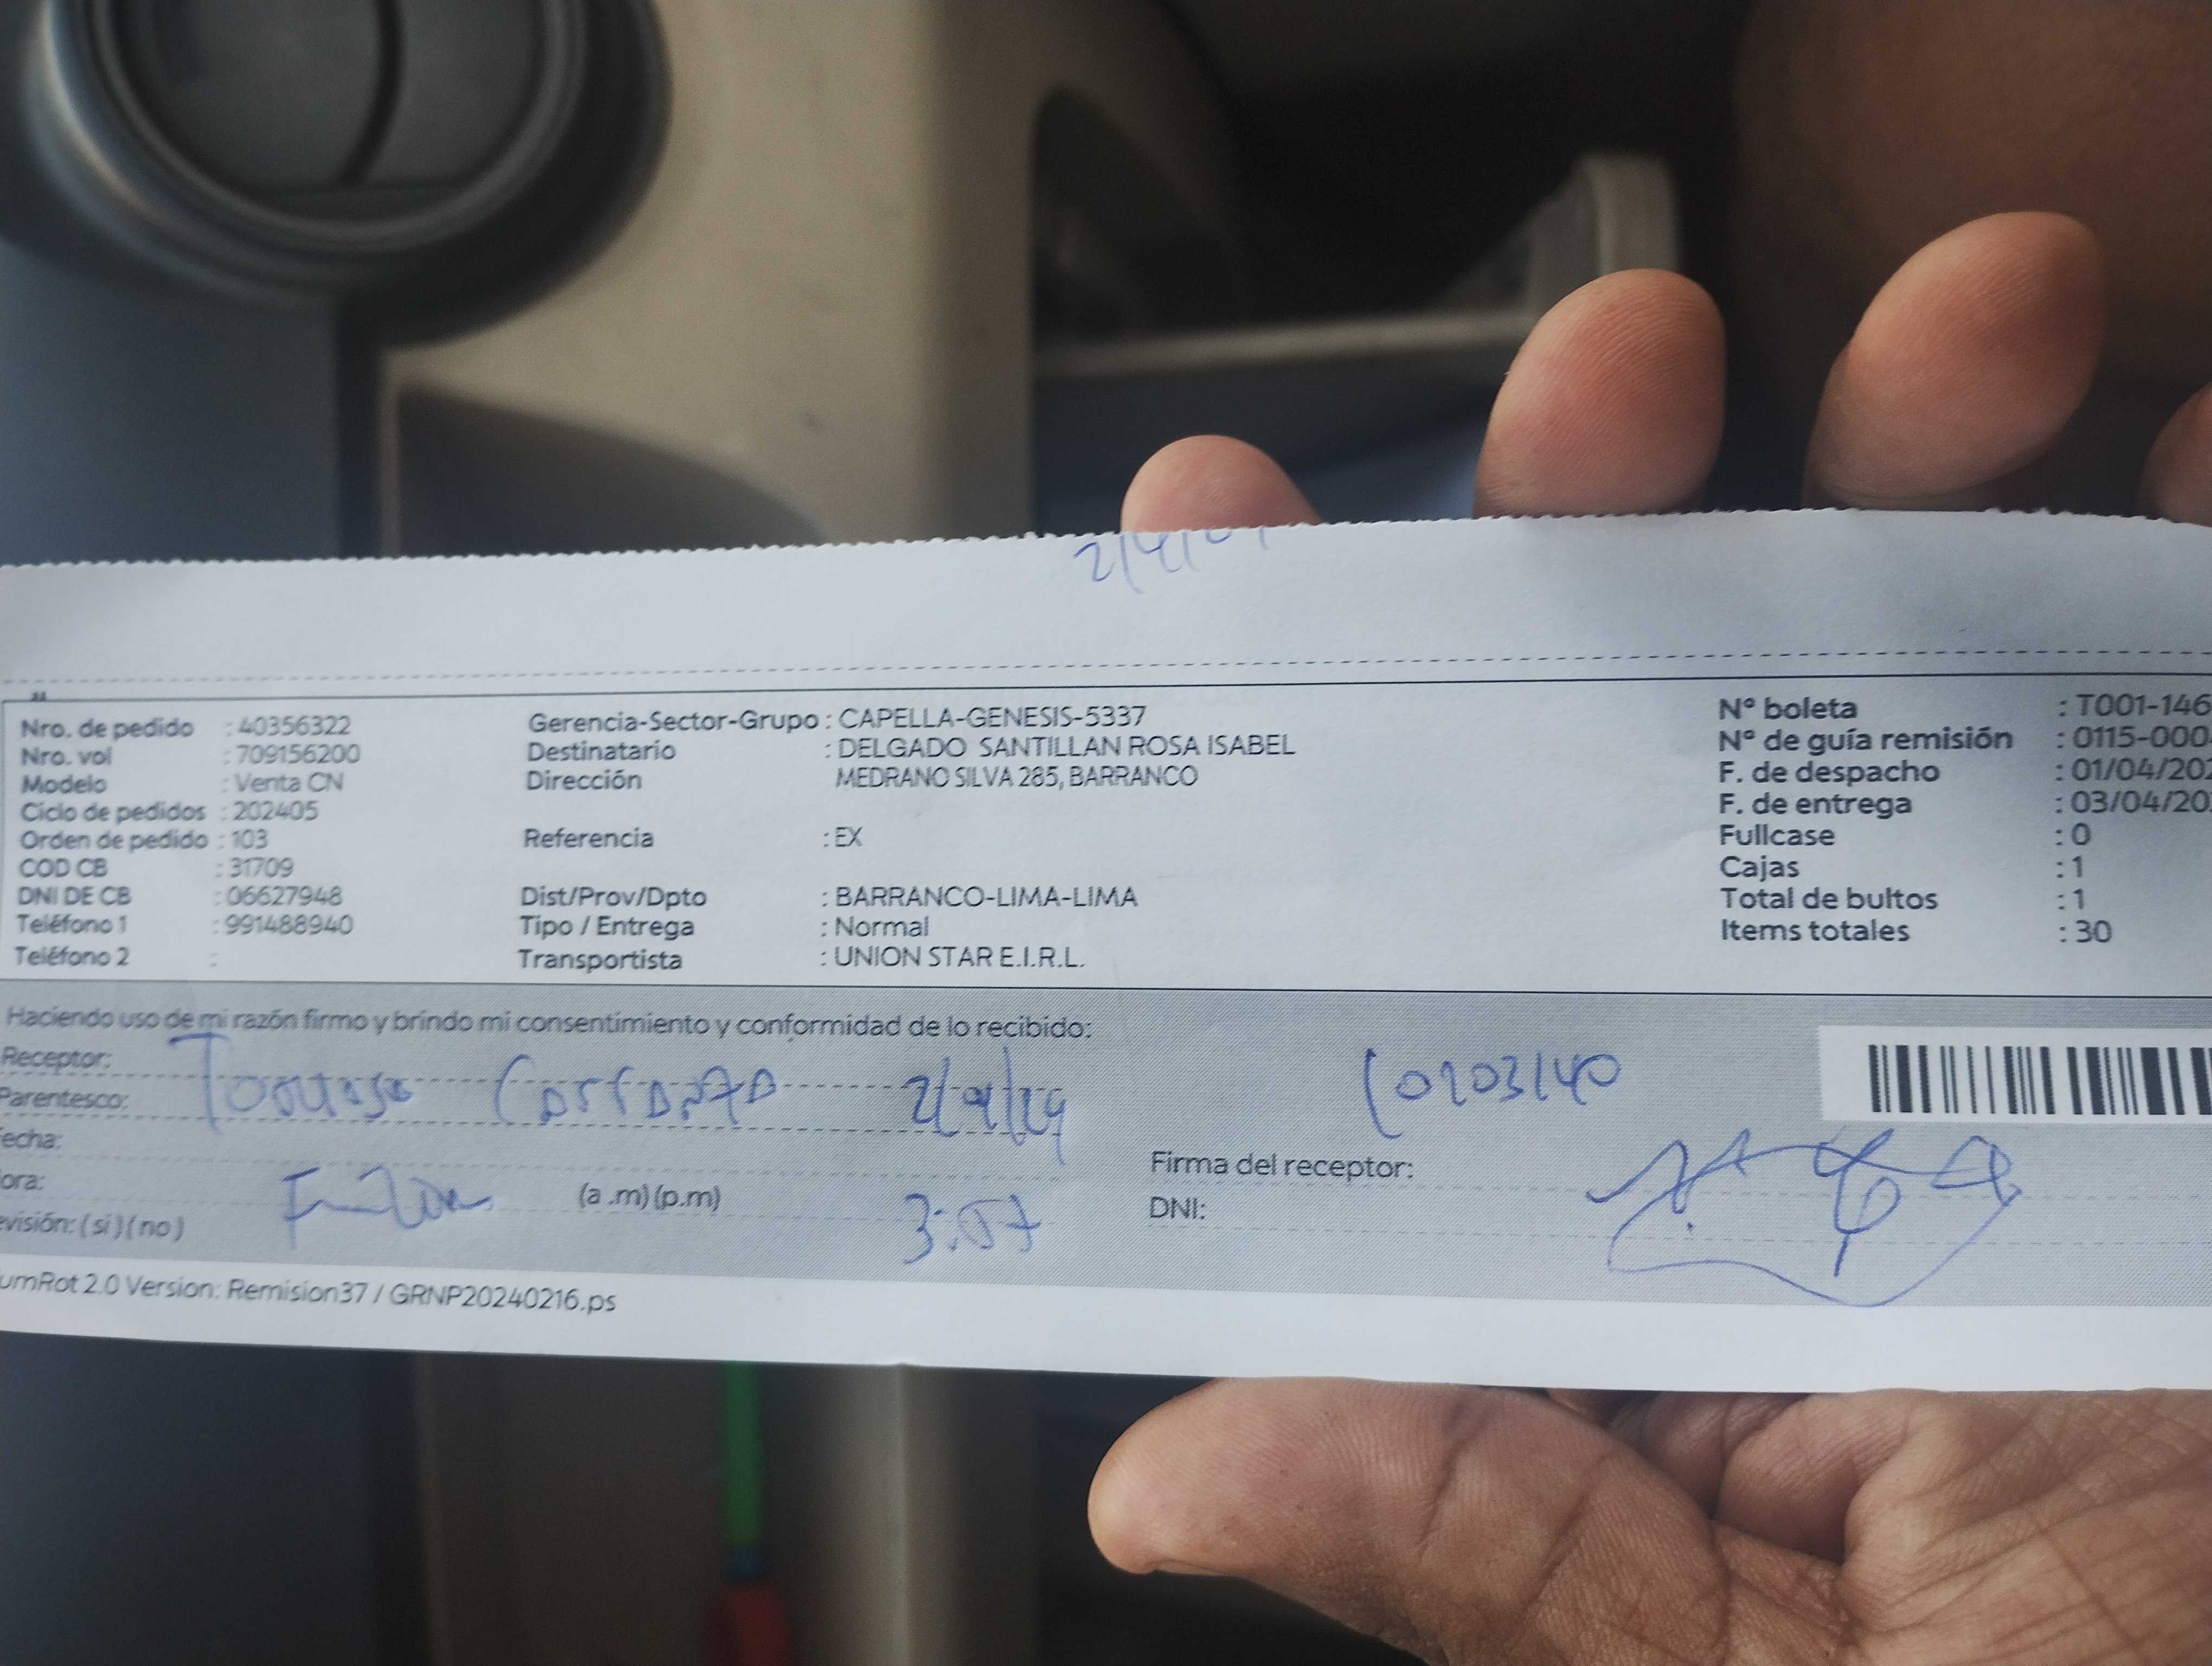 2/4/
Nro. de pedido : 40356322
Nro. vol : 709156200
Modelo : Venta CN
Ciclo de pedidos : 202405
Orden de pedido : 103
COD CB : 31709
DNI DE CB : 06627948
Teléfono 1 : 991488940
Teléfono 2 :
Gerencia-Sector-Grupo : CAPELLA-GENESIS-5337
Destinatario : DELGADO SANTILLAN ROSA ISABEL
Dirección MEDRANO SILVA 285, BARRANCO
Referencia : EX
Dist/Prov/Dpto : BARRANCO-LIMA-LIMA
Tipo / Entrega : Normal
Transportista : UNION STAR E.I.R.L.
N° boleta : T001-146
N° de guía remisión : 0115-000
F. de despacho : 01/04/202
F. de entrega : 03/04/20
Fullcase : 0
Cajas : 1
Total de bultos : 1
Items totales : 30
Haciendo uso de mi razón firmo y brindo mi consentimiento y conformidad de lo recibido:
Receptor:
Parentesco:
echa:
ora: (a .m)(p.m) 3:07
evisión: ( si ) ( no )
Firma del receptor:
DNI:
umRot 2.0 Version: Remision37 / GRNP20240216.ps